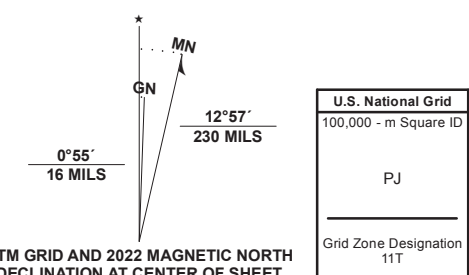 ★
MN
GN
12°57´
230 MILS
0°55´
16 MILS
TM GRID AND 2022 MAGNETIC NORTH
DECLINATION AT CENTER OF SHEET
U.S. National Grid
100,000 - m Square ID
PJ
Grid Zone Designation
11T